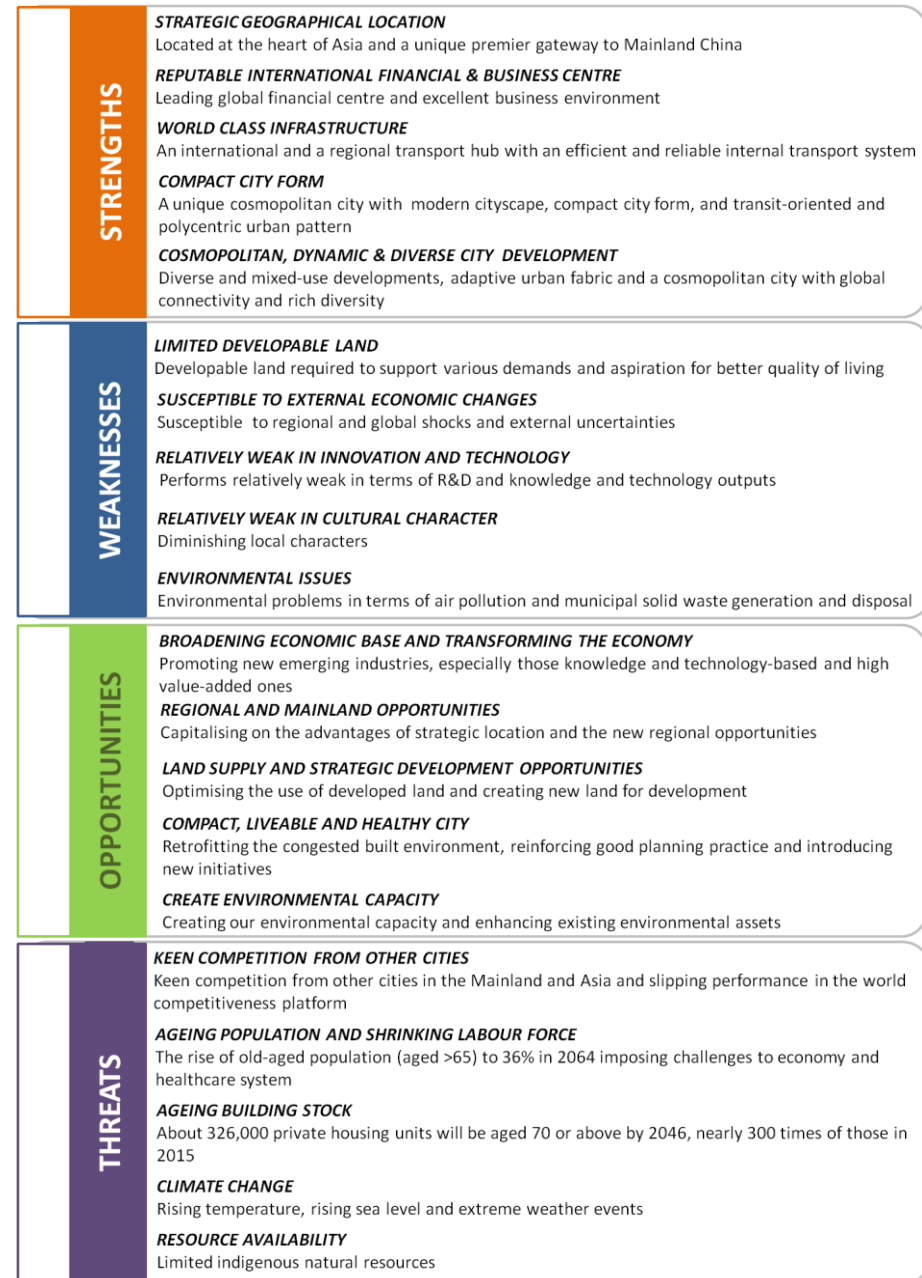 STRENGTHS
STRATEGIC GEOGRAPHICAL LOCATION
Located at the heart of Asia and a unique premier gateway to Mainland China
REPUTABLE INTERNATIONAL FINANCIAL & BUSINESS CENTRE
Leading global financial centre and excellent business environment
WORLD CLASS INFRASTRUCTURE
An international and a regional transport hub with an efficient and reliable internal transport system
COMPACT CITY FORM
A unique cosmopolitan city with modern cityscape, compact city form, and transit-oriented and
polycentric urban pattern
COSMOPOLITAN, DYNAMIC & DIVERSE CITY DEVELOPMENT
Diverse and mixed-use developments, adaptive urban fabric and a cosmopolitan city with global
connectivity and rich diversity
WEAKNESSES
LIMITED DEVELOPABLE LAND
Developable land required to support various demands and aspiration for better quality of living
SUSCEPTIBLE TO EXTERNAL ECONOMIC CHANGES
Susceptible to regional and global shocks and external uncertainties
RELATIVELY WEAK IN INNOVATION AND TECHNOLOGY
Performs relatively weak in terms of R&D and knowledge and technology outputs
RELATIVELY WEAK IN CULTURAL CHARACTER
Diminishing local characters
ENVIRONMENTAL ISSUES
Environmental problems in terms of air pollution and municipal solid waste generation and disposal
OPPORTUNITIES
BROADENING ECONOMIC BASE AND TRANSFORMING THE ECONOMY
Promoting new emerging industries, especially those knowledge and technology-based and high
value-added ones
REGIONAL AND MAINLAND OPPORTUNITIES
Capitalising on the advantages of strategic location and the new regional opportunities
LAND SUPPLY AND STRATEGIC DEVELOPMENT OPPORTUNITIES
Optimising the use of developed land and creating new land for development
COMPACT, LIVEABLE AND HEALTHY CITY
Retrofitting the congested built environment, reinforcing good planning practice and introducing
new initiatives
CREATE ENVIRONMENTAL CAPACITY
Creating our environmental capacity and enhancing existing environmental assets
THREATS
KEEN COMPETITION FROM OTHER CITIES
Keen competition from other cities in the Mainland and Asia and slipping performance in the world
competitiveness platform
AGEING POPULATION AND SHRINKING LABOUR FORCE
The rise of old-aged population (aged >65) to 36% in 2064 imposing challenges to economy and
healthcare system
AGEING BUILDING STOCK
About 326,000 private housing units will be aged 70 or above by 2046, nearly 300 times of those in
2015
CLIMATE CHANGE
Rising temperature, rising sea level and extreme weather events
RESOURCE AVAILABILITY
Limited indigenous natural resources